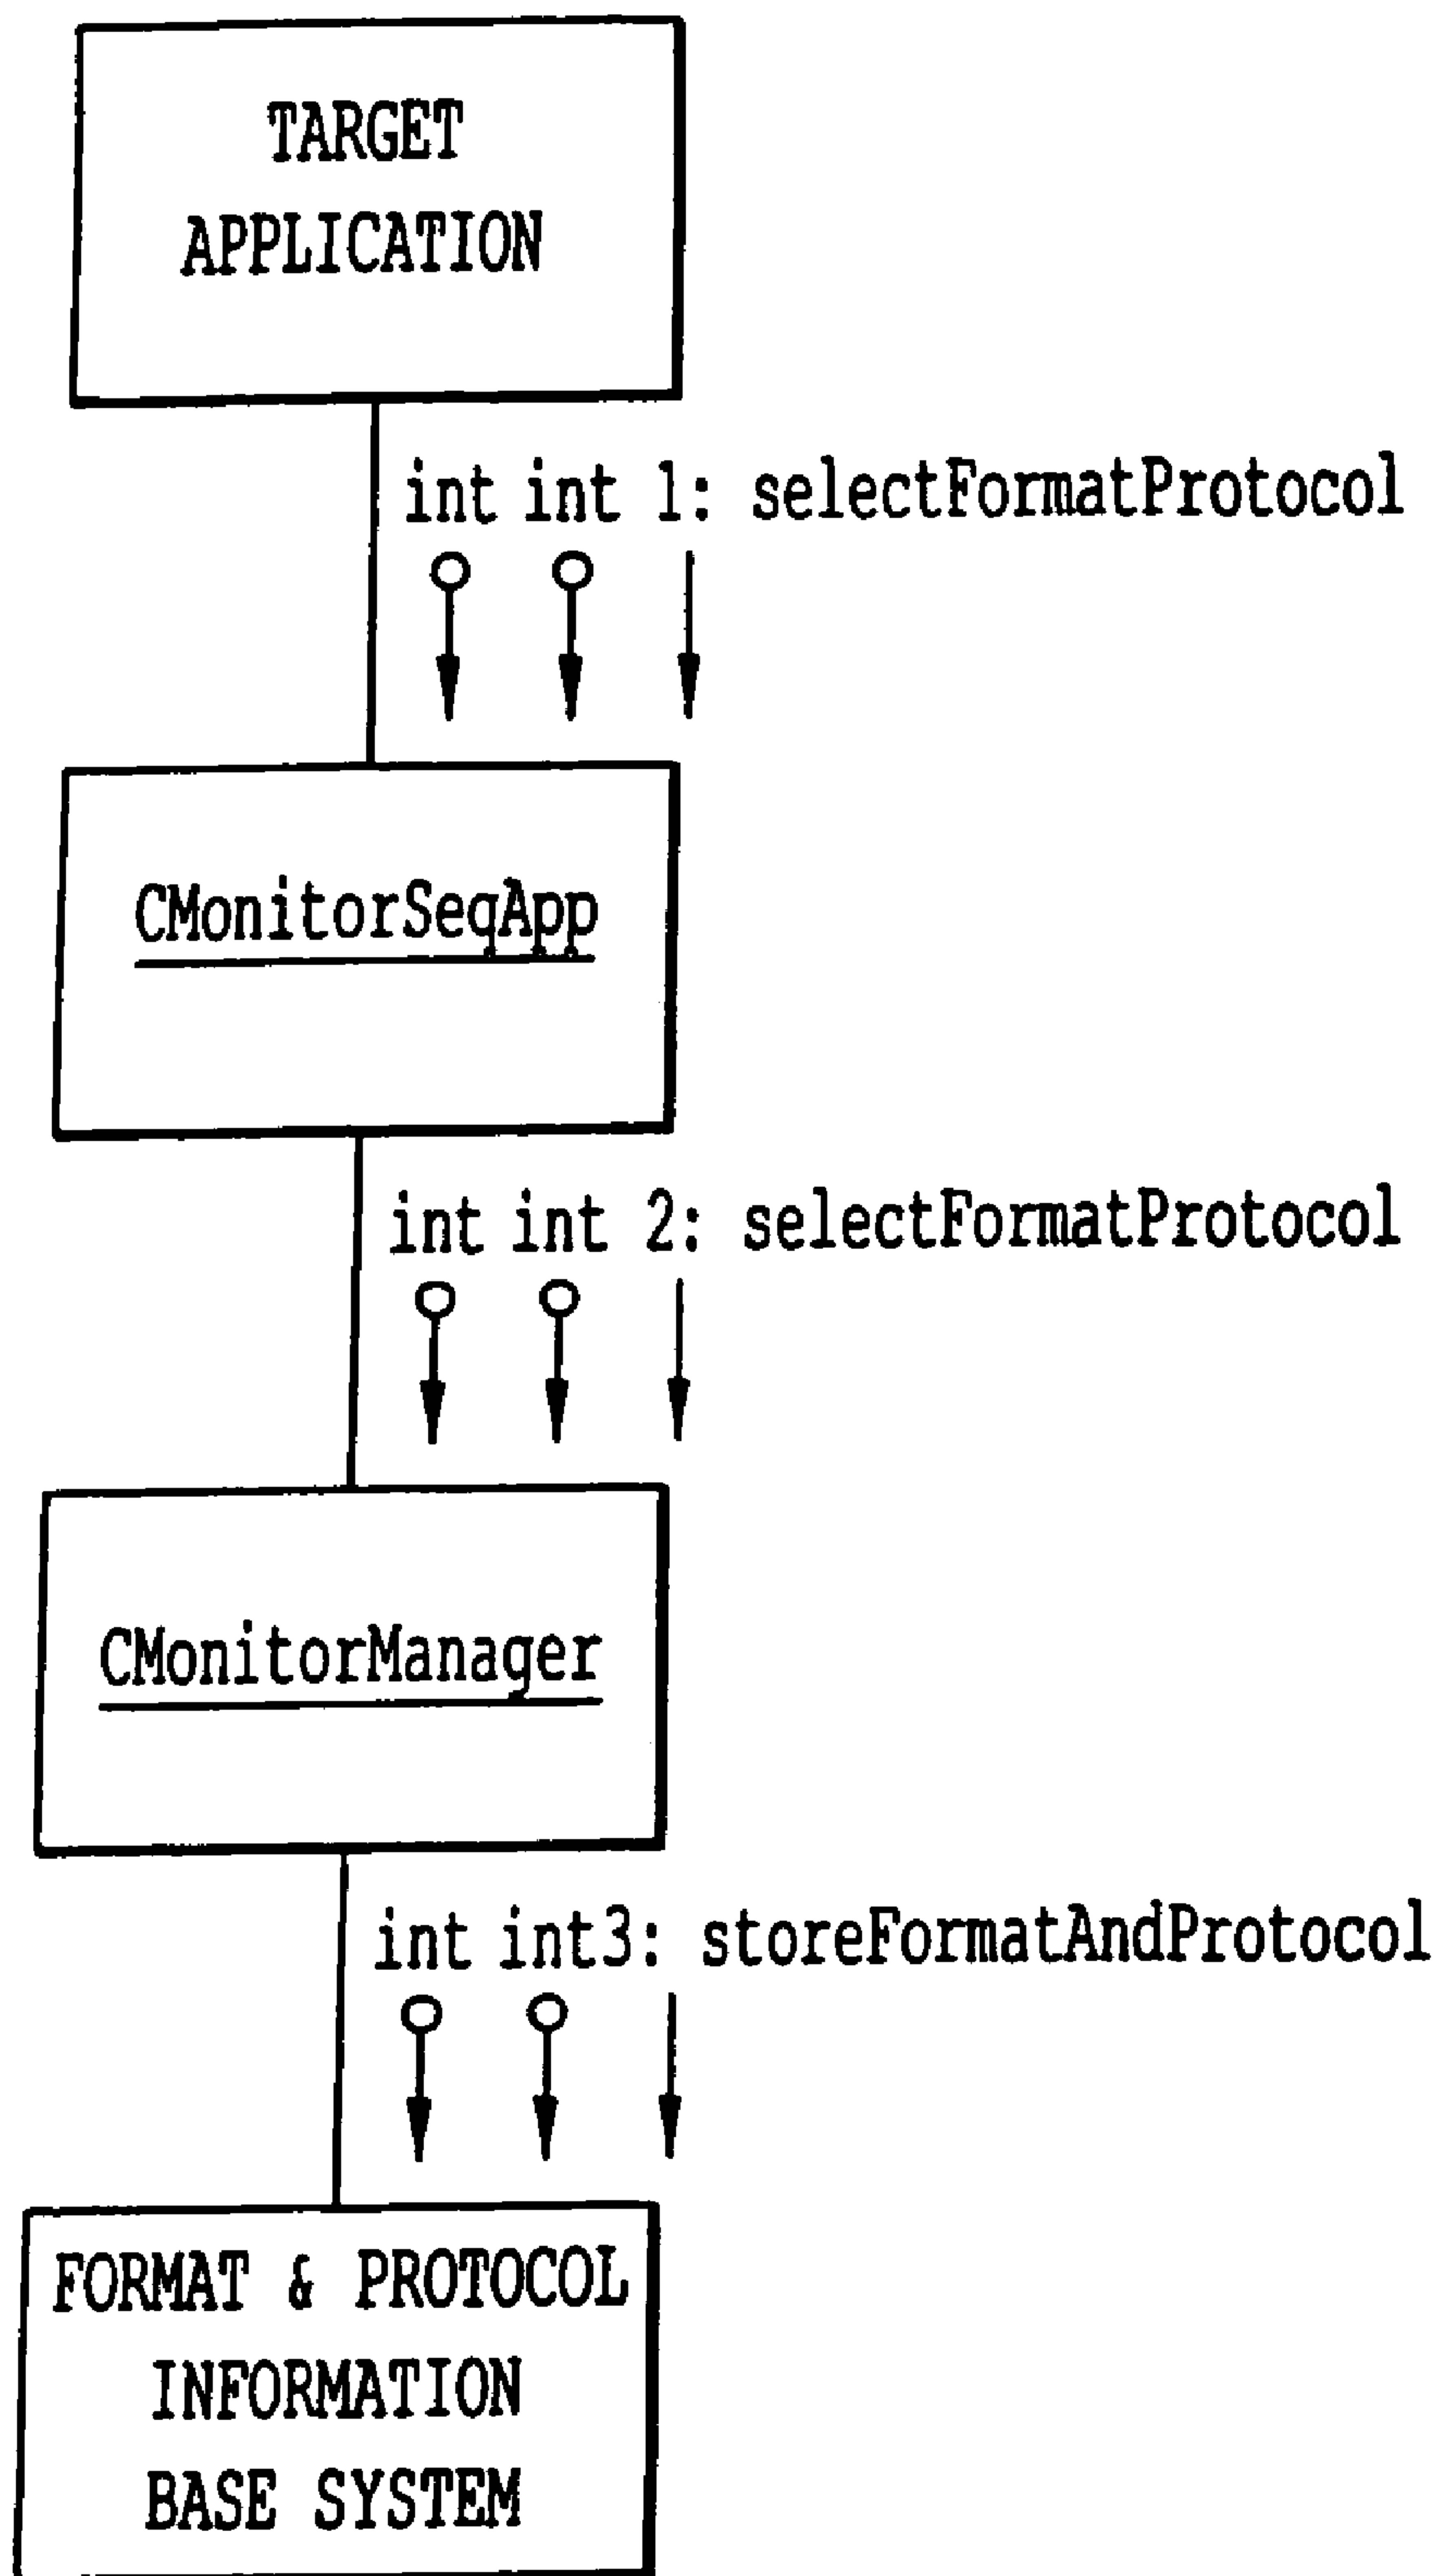 TARGET
APPLICATION
int int 1: selectFormatProtocol
CMonitorSeqApp
int int 2: selectFormatProtocol
CMonitorManager
int int3: storeFormatAndProtocol
FORMAT & PROTOCOL
INFORMATION
BASE SYSTEM